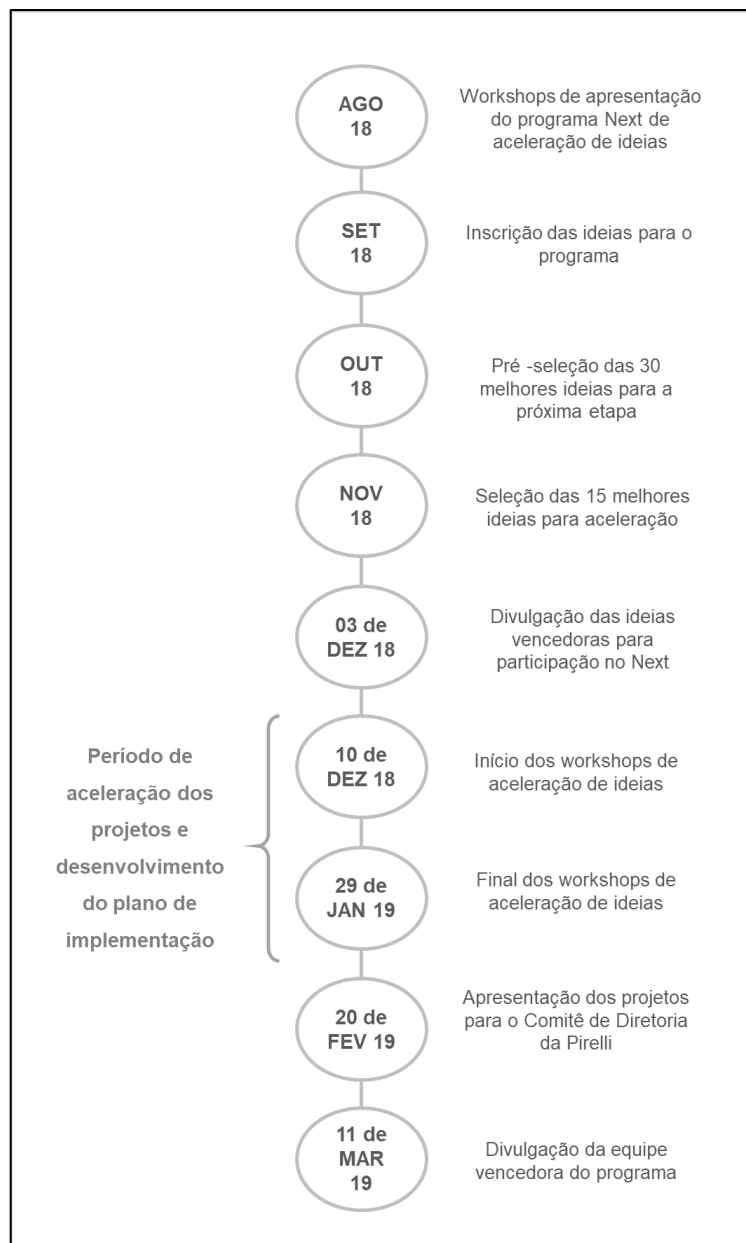 AGO
18
Workshops de apresentação
do programa Next de
aceleração de ideias
SET
18
Inscrição das ideias para o
programa
OUT
18
Pré -seleção das 30
melhores ideias para a
próxima etapa
NOV
18
Seleção das 15 melhores
ideias para aceleração
03 de
DEZ 18
Divulgação das ideias
vencedoras para
participação no Next
Período de
aceleração dos
projetos e
desenvolvimento
do plano de
implementação
10 de
DEZ 18
Início dos workshops de
aceleração de ideias
29 de
JAN 19
Final dos workshops de
aceleração de ideias
20 de
FEV 19
Apresentação dos projetos
para o Comitê de Diretoria
da Pirelli
11 de
MAR
19
Divulgação da equipe
vencedora do programa